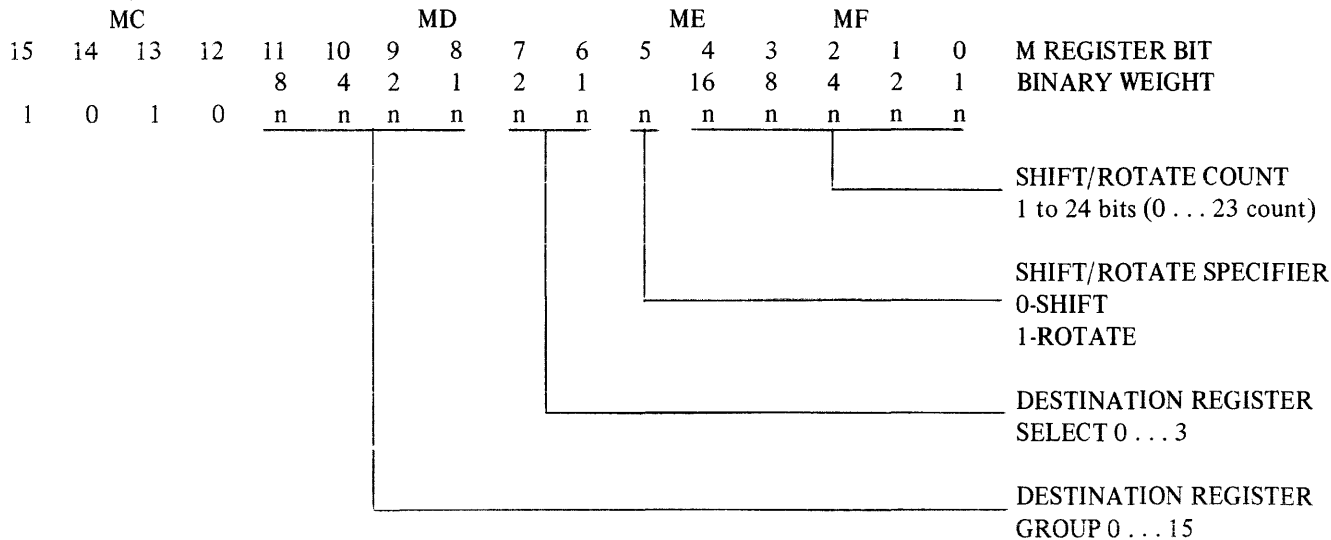 MC MD ME MF
15 14 13 12 11 10 9 8 7 6 5 4 3 2 1 0 M REGISTER BIT
8 4 2 1 2 1 16 8 4 2 1 BINARY WEIGHT
1 0 1 0 n n n n n n n n n n n n
SHIFT/ROTATE COUNT
1 to 24 bits (0 . . . 23 count)
SHIFT/ROTATE SPECIFIER
0-SHIFT
1-ROTATE
DESTINATION REGISTER
SELECT 0 . . . 3
DESTINATION REGISTER
GROUP 0 . . . 15